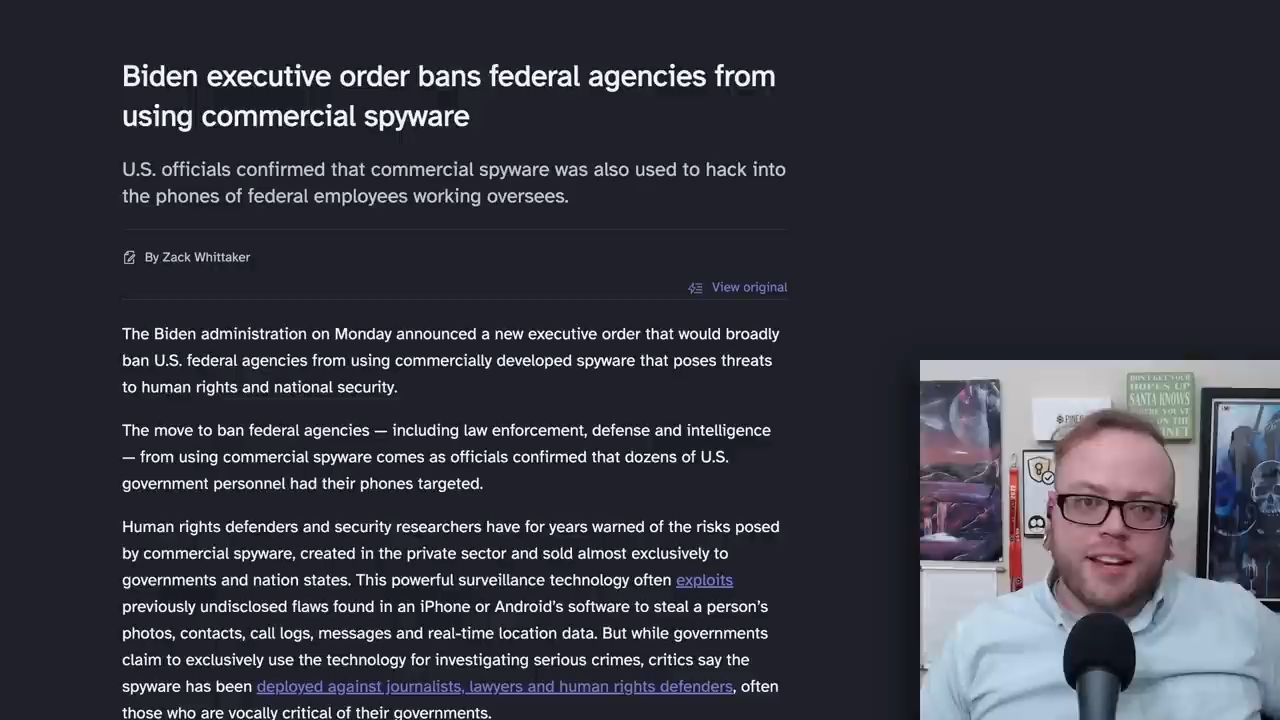 Biden executive order bans federal agencies from
using commercial spyware
U.S. officials confirmed that commercial spyware was also used to hack into
the phones of federal employees working oversees.
By Zack Whittaker
View original
The Biden administration on Monday announced a new executive order that would broadly
ban U.S. federal agencies from using commercially developed spyware that poses threats
to human rights and national security.
The move to ban federal agencies — including law enforcement, defense and intelligence
— from using commercial spyware comes as officials confirmed that dozens of U.S.
government personnel had their phones targeted.
Human rights defenders and security researchers have for years warned of the risks posed
by commercial spyware, created in the private sector and sold almost exclusively to
governments and nation states. This powerful surveillance technology often exploits
previously undisclosed flaws found in an iPhone or Android's software to steal a person's
photos, contacts, call logs, messages and real-time location data. But while governments
claim to exclusively use the technology for investigating serious crimes, critics say the
spyware has been deployed against journalists, lawyers and human rights defenders, often
those who are vocally critical of their governments.
DON'T GET YOUR
HOPES UP
SANTA KNOWS